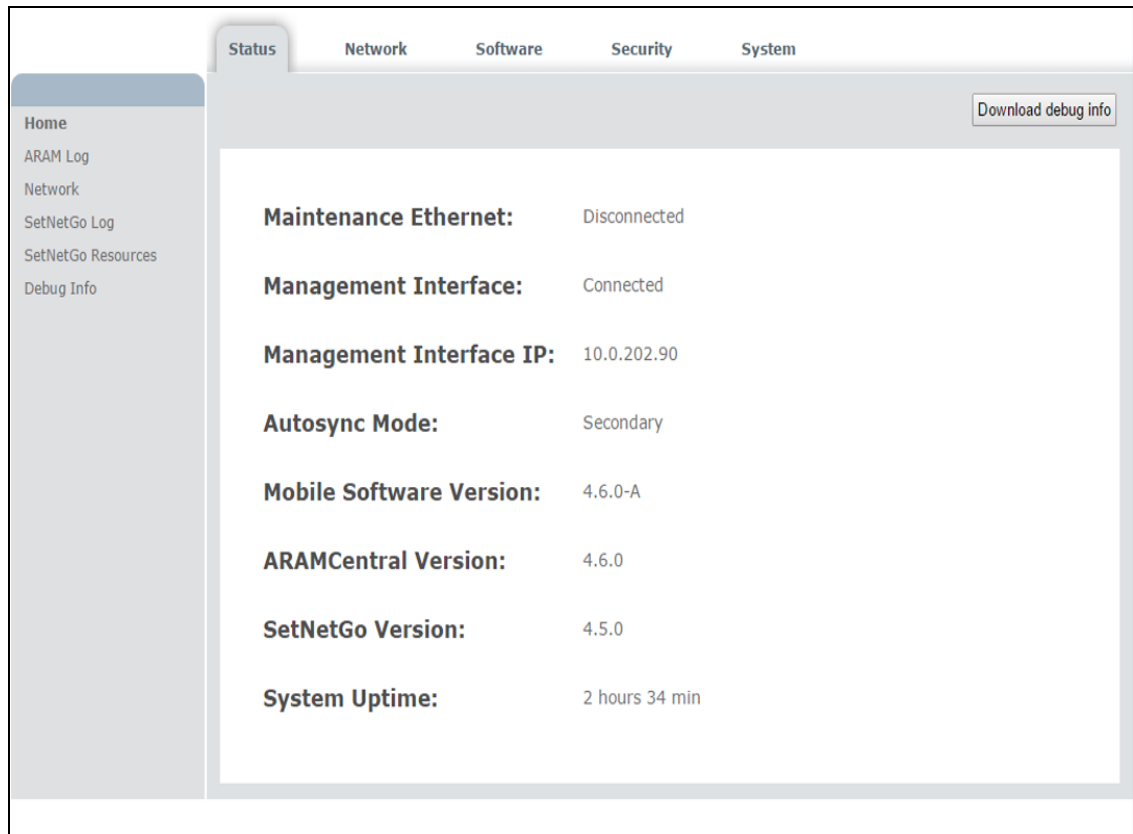 Status Network Software Security System
Download debug info
Home
ARAM Log
Network
SetNetGo Log
SetNetGo Resources
Debug Info
Maintenance Ethernet: Disconnected
Management Interface: Connected
Management Interface IP: 10.0.202.90
Autosync Mode: Secondary
Mobile Software Version: 4.6.0-A
ARAMCentral Version: 4.6.0
SetNetGo Version: 4.5.0
System Uptime: 2 hours 34 min